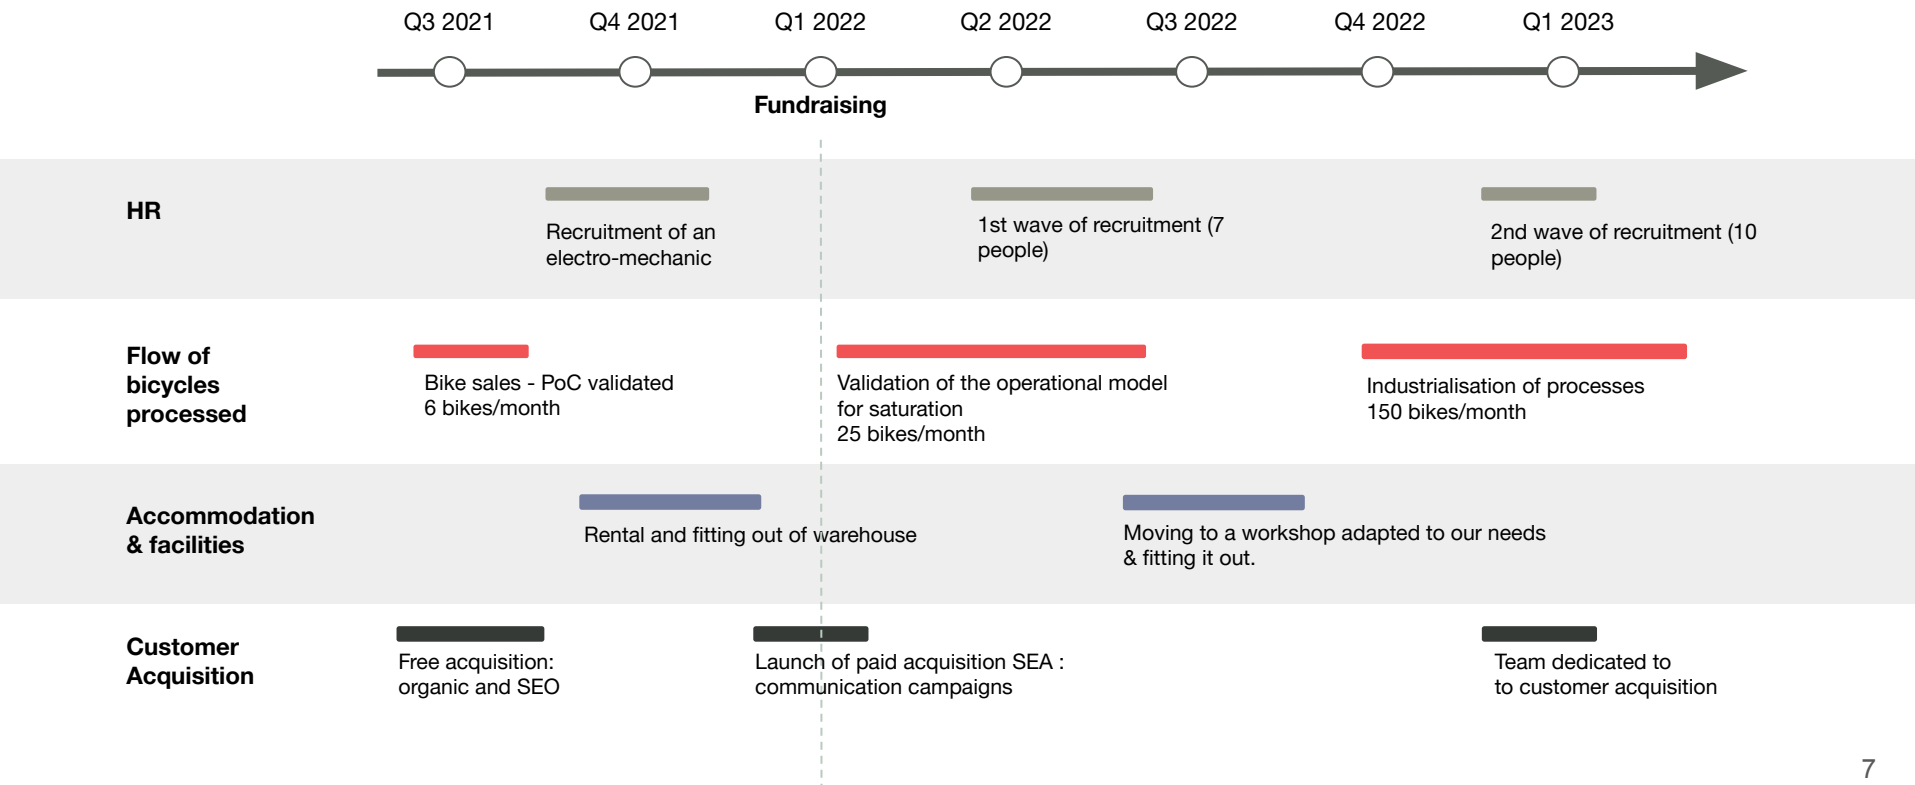 Q3 2021
Q4 2021
Q1 2022
Q2 2022
Q3 2022
Q4 2022
Q1 2023
Fundraising
HR
Recruitment of an
electro-mechanic
1st wave of recruitment (7
people)
2nd wave of recruitment (10
people)
Flow of
bicycles
processed
Bike sales - PoC validated
6 bikes/month
Validation of the operational model
for saturation
25 bikes/month
Industrialisation of processes
150 bikes/month
Accommodation
& facilities
Rental and fitting out of warehouse
Moving to a workshop adapted to our needs
& fitting it out.
Customer
Acquisition
Free acquisition:
organic and SEO
Launch of paid acquisition SEA :
communication campaigns
Team dedicated to
to customer acquisition
7